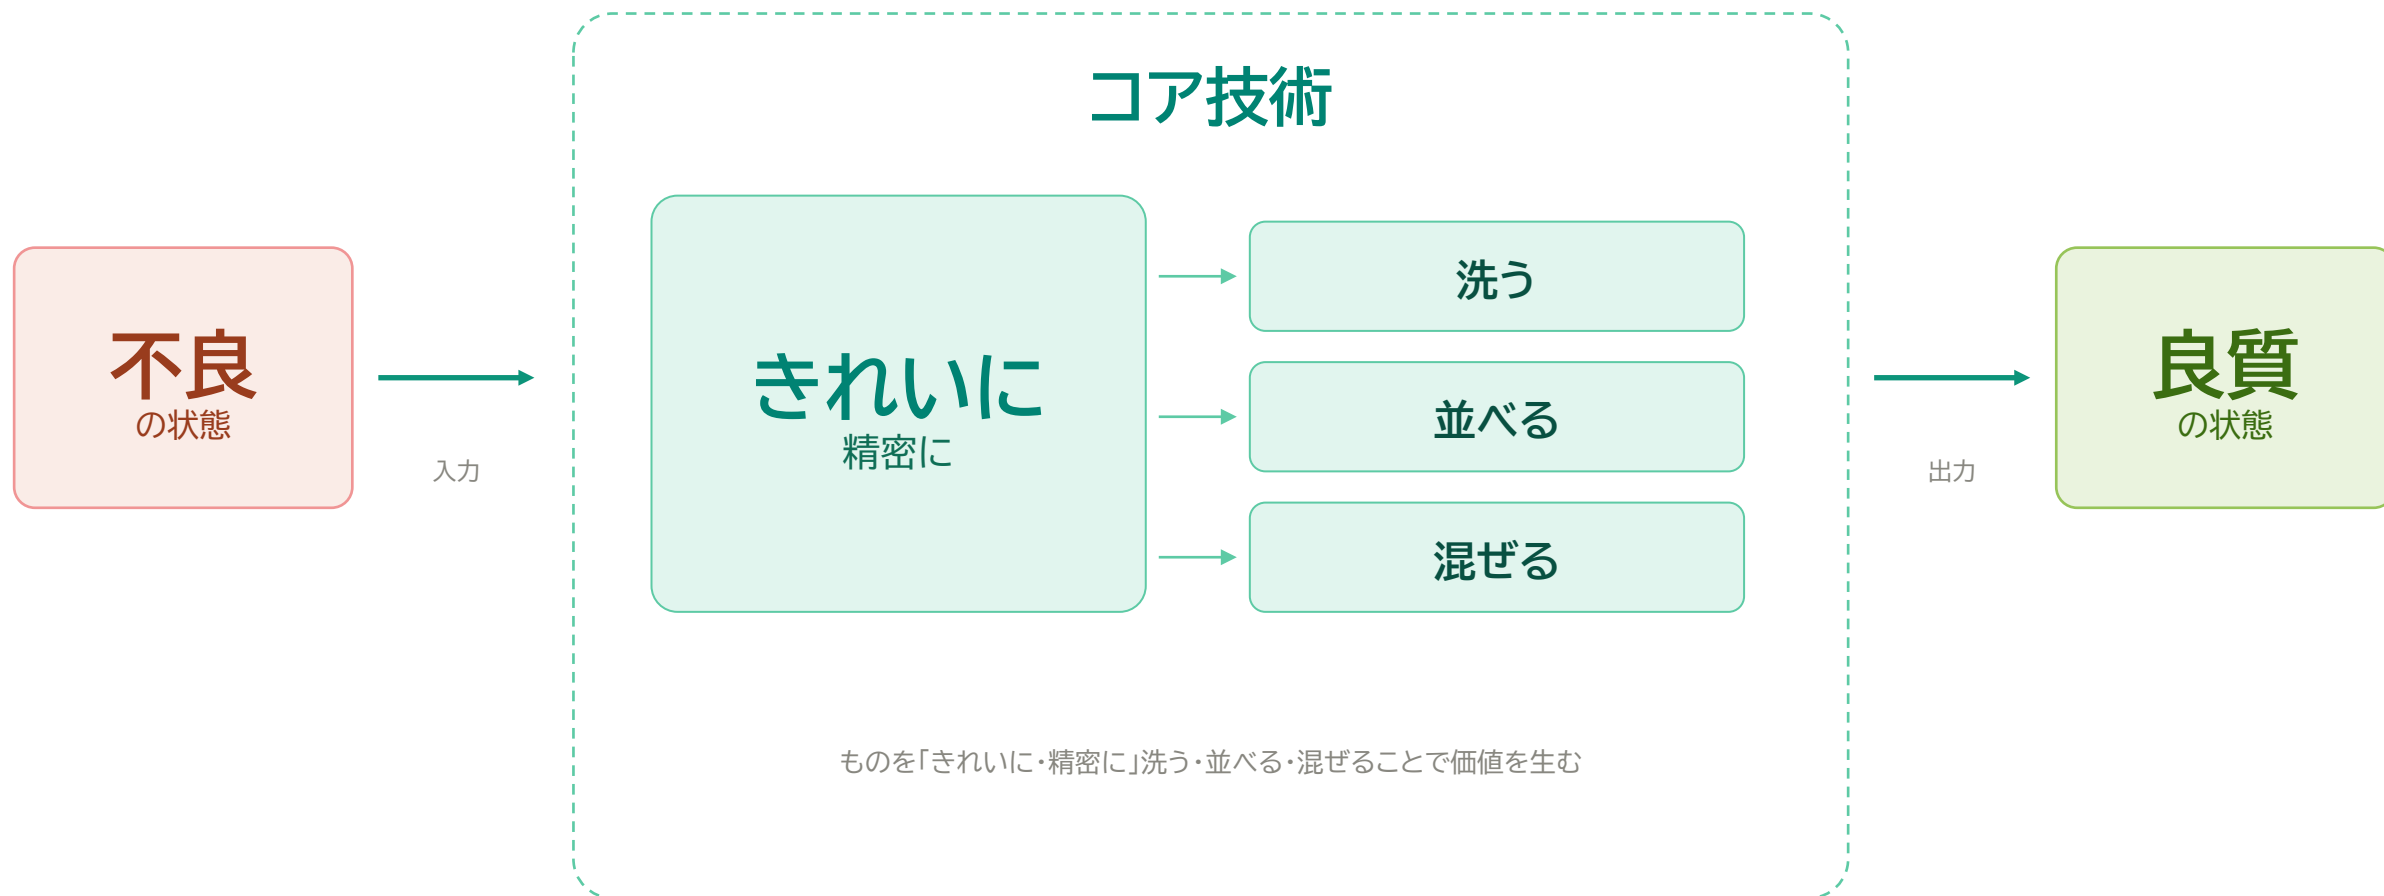 コア技術
不良
の状態
入力
きれいに
精密に
洗う
並べる
混ぜる
出力
良質
の状態
ものを「きれいに・精密に」洗う・並べる・混ぜることで価値を生む